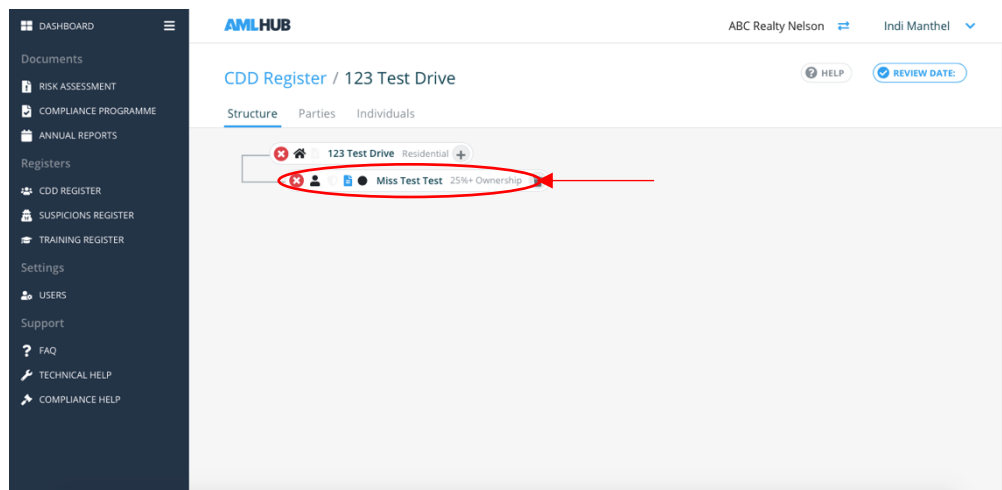 DASHBOARD
AMLHUB
ABC Realty Nelson
Indi Manthel
Documents
RISK ASSESSMENT
COMPLIANCE PROGRAMME
ANNUAL REPORTS
Registers
CDD REGISTER
SUSPICIONS REGISTER
TRAINING REGISTER
Settings
USERS
Support
? FAQ
TECHNICAL HELP
COMPLIANCE HELP
CDD Register / 123 Test Drive
? HELP
REVIEW DATE:
Structure Parties Individuals
123 Test Drive Residential +
Miss Test Test 25%+ Ownership